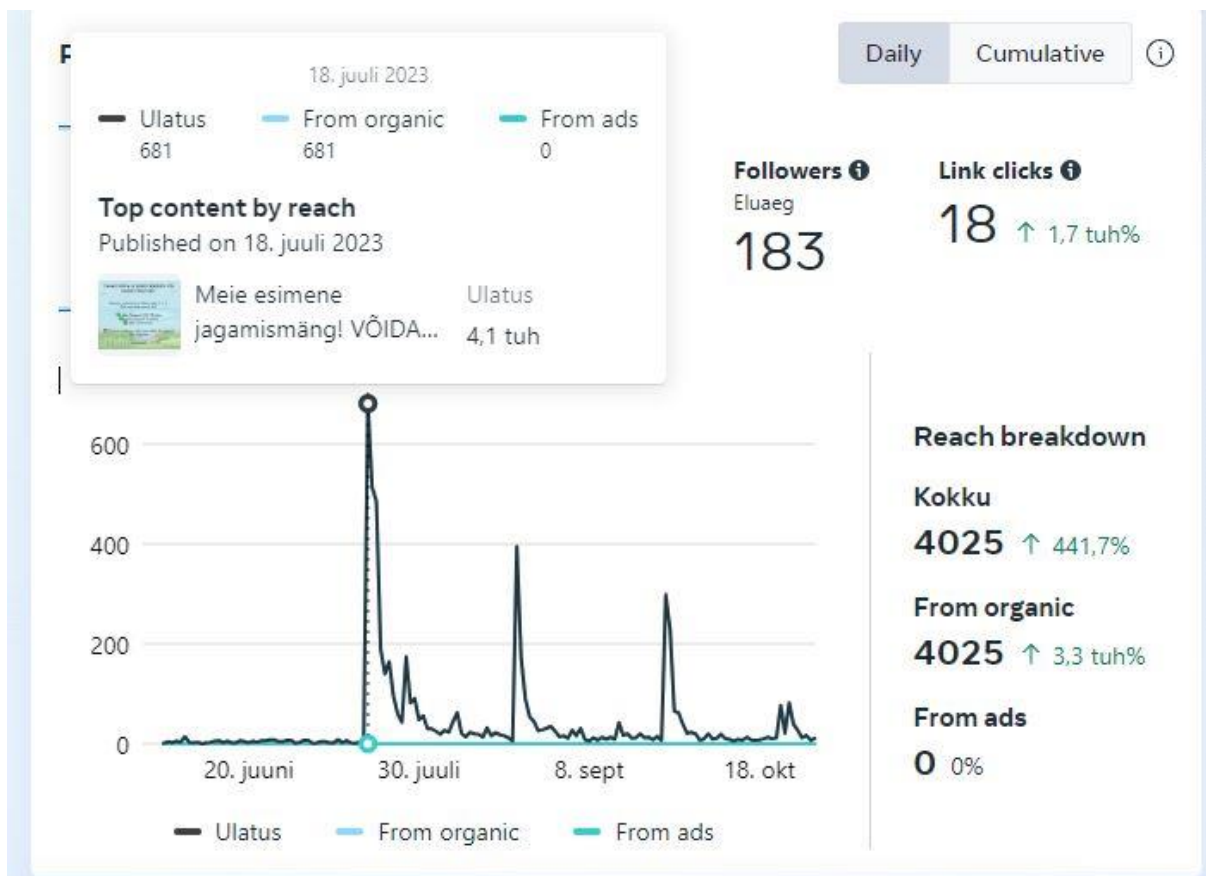 18. juuli 2023
Ulatus From organic From ads
681 681 0
Top content by reach
Published on 18. juuli 2023
Meie esimene Ulatus
jagamismäng! VÕIDA... 4,1 tuh
Daily Cumulative
Followers Link clicks
Eluaeg
183
18 ↑ 1,7 tuh%
600
400
200
0
20. juuni 30. juuli 8. sept 18. okt
Ulatus From organic From ads
Reach breakdown
Kokku
4025 ↑ 441,7%
From organic
4025 ↑ 3,3 tuh%
From ads
0 0%